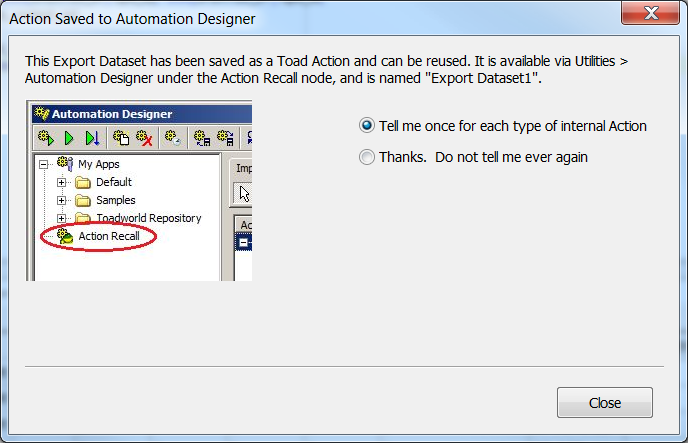 Action Saved to Automation Designer
This Export Dataset has been saved as a Toad Action and can be reused. It is available via Utilities >
Automation Designer under the Action Recall node, and is named "Export Dataset1".
Automation Designer
My Apps
Default
Samples
Toadworld Repository
Action Recall
Imp
Ac
Tell me once for each type of internal Action
Thanks.  Do not tell me ever again
Close